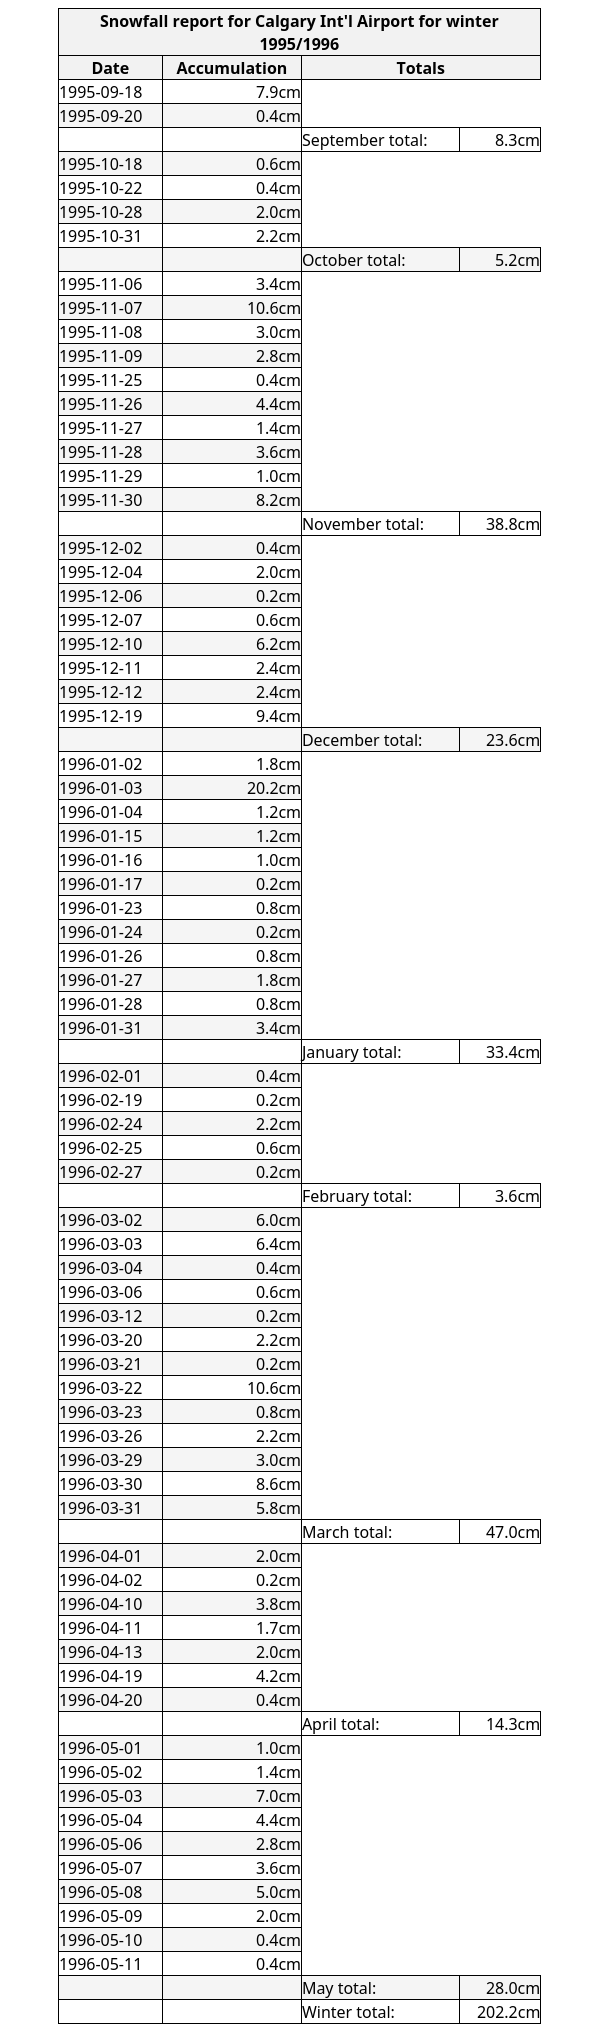 Snowfall report for Calgary Int'l Airport for winter
1995/1996
Date Accumulation Totals
1995-09-18 7.9cm
1995-09-20 0.4cm
September total: 8.3cm
1995-10-18 0.6cm
1995-10-22 0.4cm
1995-10-28 2.0cm
1995-10-31 2.2cm
October total: 5.2cm
1995-11-06 3.4cm
1995-11-07 10.6cm
1995-11-08 3.0cm
1995-11-09 2.8cm
1995-11-25 0.4cm
1995-11-26 4.4cm
1995-11-27 1.4cm
1995-11-28 3.6cm
1995-11-29 1.0cm
1995-11-30 8.2cm
November total: 38.8cm
1995-12-02 0.4cm
1995-12-04 2.0cm
1995-12-06 0.2cm
1995-12-07 0.6cm
1995-12-10 6.2cm
1995-12-11 2.4cm
1995-12-12 2.4cm
1995-12-19 9.4cm
December total: 23.6cm
1996-01-02 1.8cm
1996-01-03 20.2cm
1996-01-04 1.2cm
1996-01-15 1.2cm
1996-01-16 1.0cm
1996-01-17 0.2cm
1996-01-23 0.8cm
1996-01-24 0.2cm
1996-01-26 0.8cm
1996-01-27 1.8cm
1996-01-28 0.8cm
1996-01-31 3.4cm
January total: 33.4cm
1996-02-01 0.4cm
1996-02-19 0.2cm
1996-02-24 2.2cm
1996-02-25 0.6cm
1996-02-27 0.2cm
February total: 3.6cm
1996-03-02 6.0cm
1996-03-03 6.4cm
1996-03-04 0.4cm
1996-03-06 0.6cm
1996-03-12 0.2cm
1996-03-20 2.2cm
1996-03-21 0.2cm
1996-03-22 10.6cm
1996-03-23 0.8cm
1996-03-26 2.2cm
1996-03-29 3.0cm
1996-03-30 8.6cm
1996-03-31 5.8cm
March total: 47.0cm
1996-04-01 2.0cm
1996-04-02 0.2cm
1996-04-10 3.8cm
1996-04-11 1.7cm
1996-04-13 2.0cm
1996-04-19 4.2cm
1996-04-20 0.4cm
April total: 14.3cm
1996-05-01 1.0cm
1996-05-02 1.4cm
1996-05-03 7.0cm
1996-05-04 4.4cm
1996-05-06 2.8cm
1996-05-07 3.6cm
1996-05-08 5.0cm
1996-05-09 2.0cm
1996-05-10 0.4cm
1996-05-11 0.4cm
May total: 28.0cm
Winter total: 202.2cm